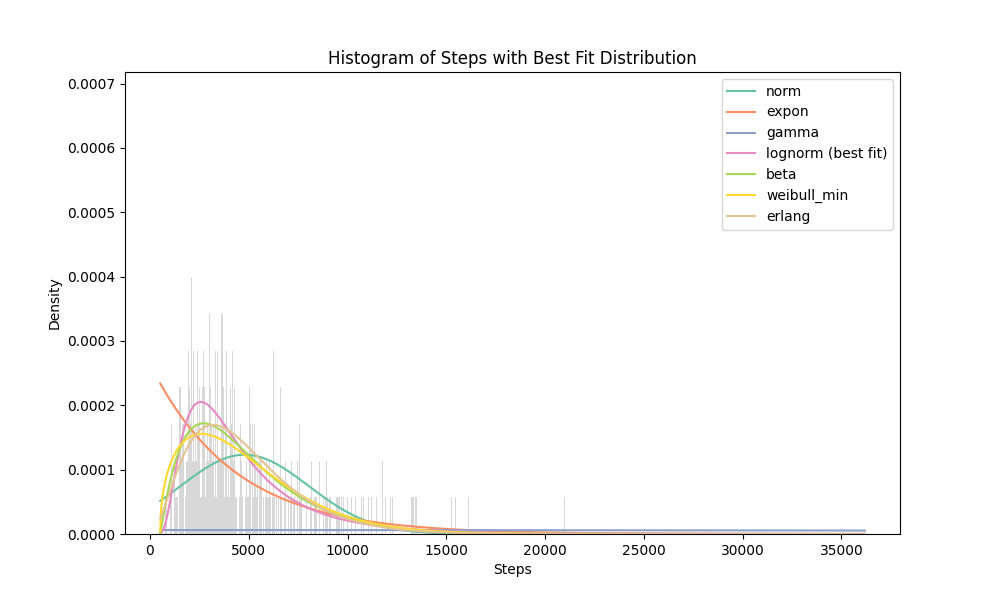 Histogram of Steps with Best Fit Distribution
0.0007
0.0006
0.0005
0.0004
0.0003
0.0002
0.0001
0.0000
Density
norm
expon
gamma
lognorm (best fit)
beta
weibull_min
erlang
0 5000 10000 15000 20000 25000 30000 35000
Steps